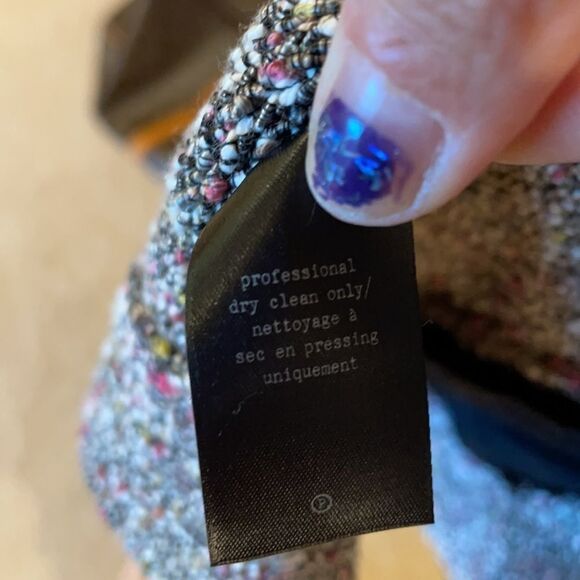 professional
dry clean only/
nettoyage à
sec en pressing
uniquement
Ⓟ